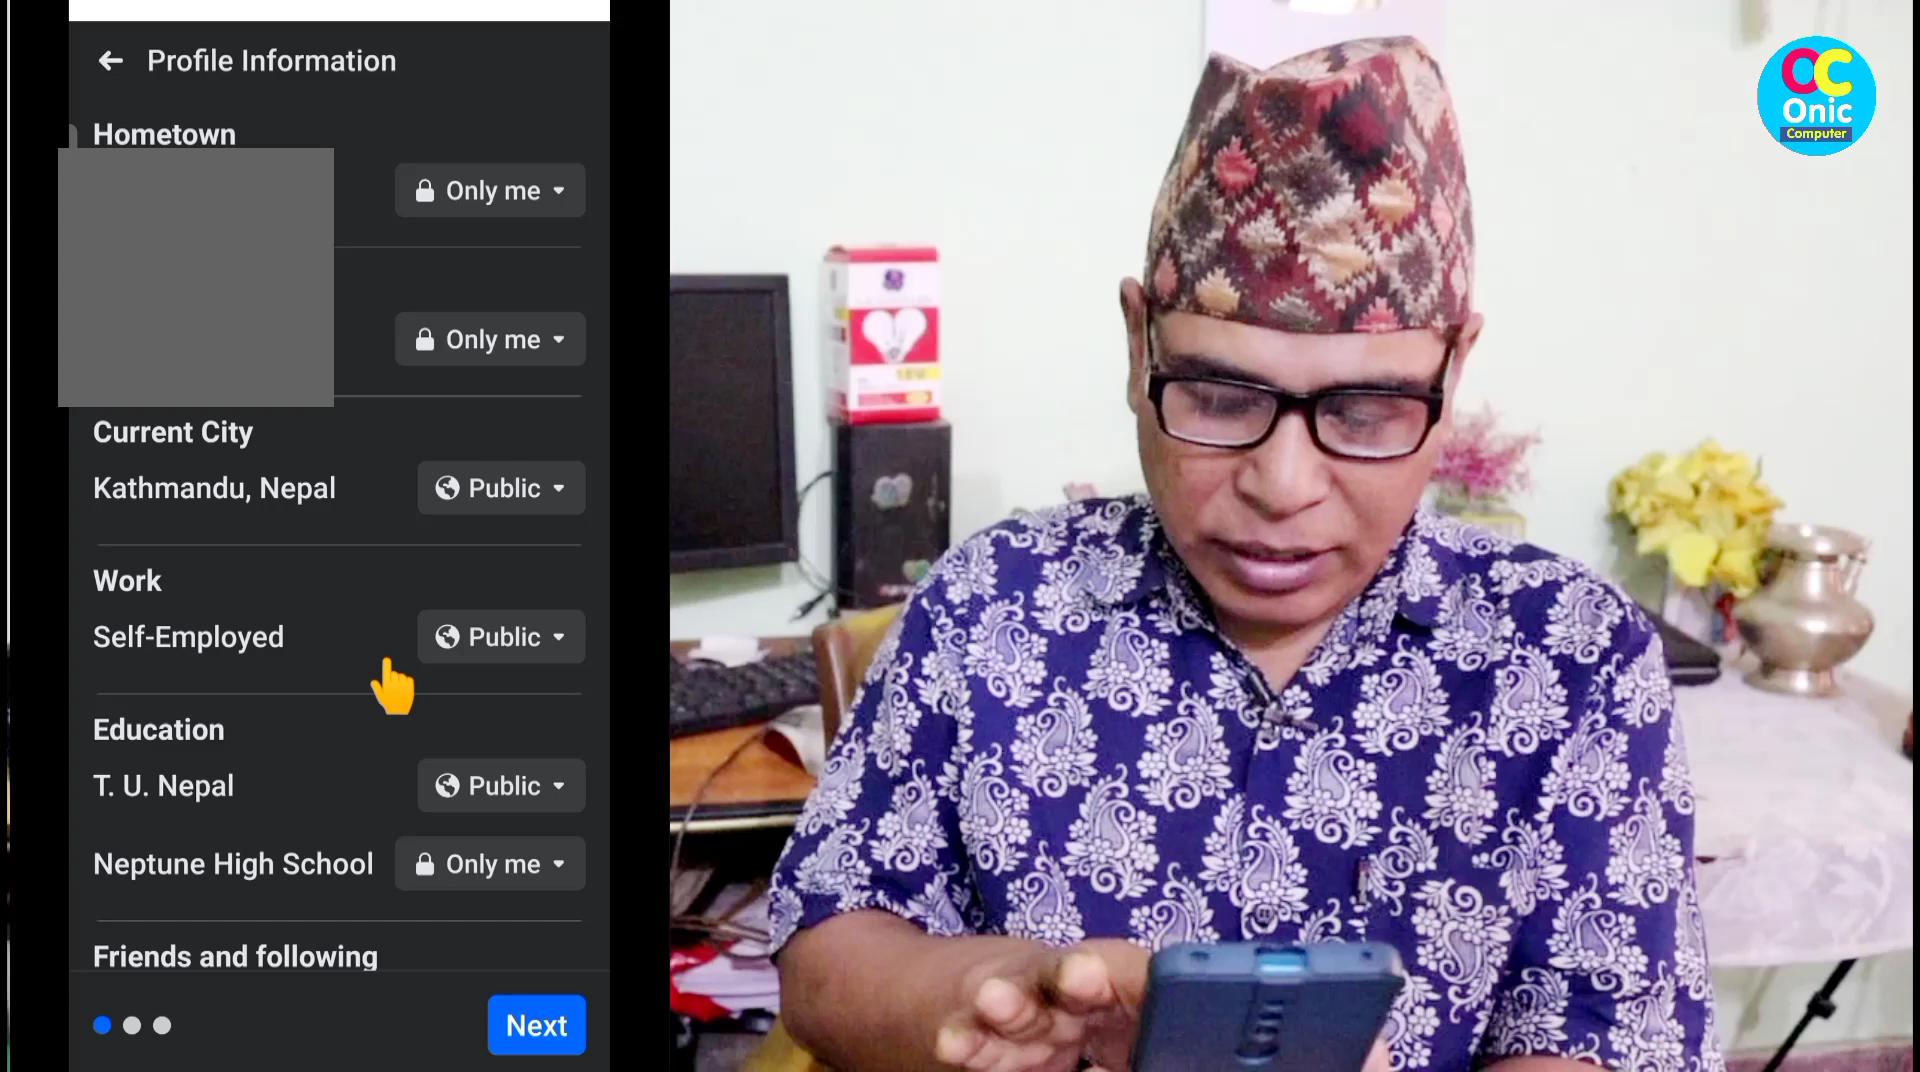 Profile Information
Hometown
Only me
Only me
Current City
Kathmandu, Nepal
Public
Work
Self-Employed
Public
Education
T. U. Nepal
Public
Neptune High School
Only me
Friends and following
Next
OC
Onic
Computer